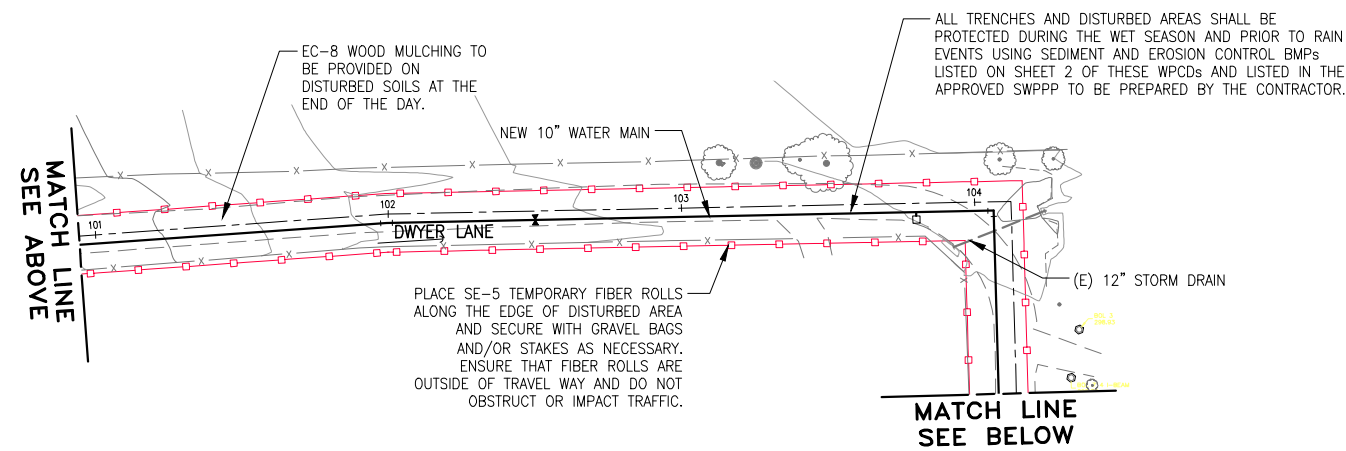 ALL TRENCHES AND DISTURBED AREAS SHALL BE
PROTECTED DURING THE WET SEASON AND PRIOR TO RAIN
EVENTS USING SEDIMENT AND EROSION CONTROL BMPs
LISTED ON SHEET 2 OF THESE WPCDs AND LISTED IN THE
APPROVED SWPPP TO BE PREPARED BY THE CONTRACTOR.
EC-8 WOOD MULCHING TO
BE PROVIDED ON
DISTURBED SOILS AT THE
END OF THE DAY.
NEW 10" WATER MAIN
MATCH LINE
SEE ABOVE
101
102
103
104
DWYER LANE
PLACE SE-5 TEMPORARY FIBER ROLLS
ALONG THE EDGE OF DISTURBED AREA
AND SECURE WITH GRAVEL BAGS
AND/OR STAKES AS NECESSARY.
ENSURE THAT FIBER ROLLS ARE
OUTSIDE OF TRAVEL WAY AND DO NOT
OBSTRUCT OR IMPACT TRAFFIC.
(E) 12" STORM DRAIN
MATCH LINE
SEE BELOW